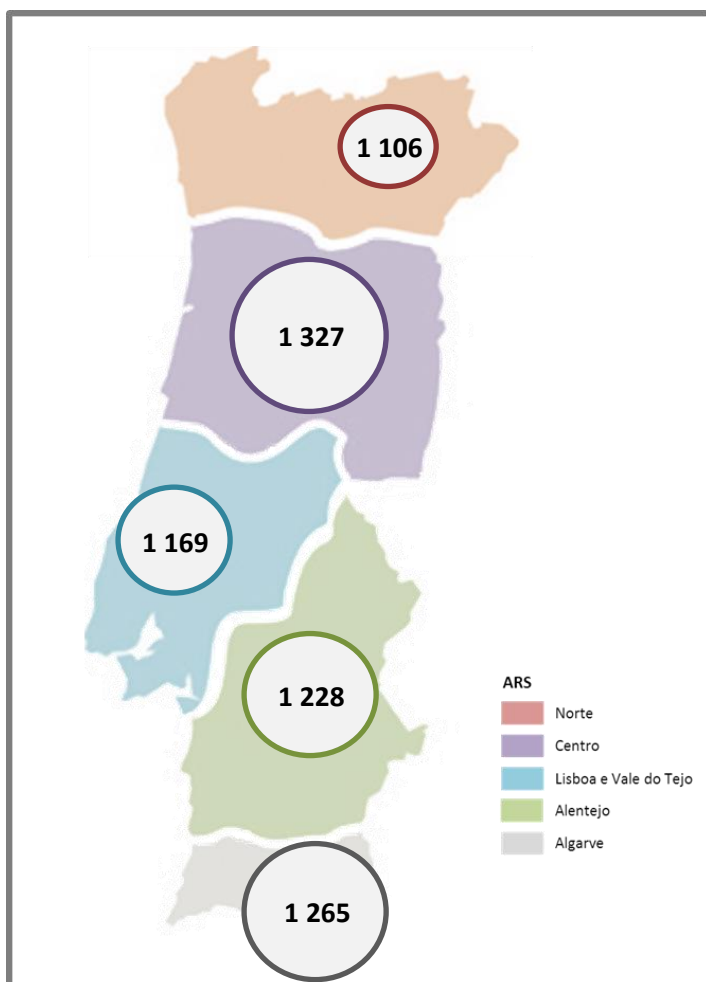 1 106
1 327
1 169
1 228
1 265
ARS
Norte
Centro
Lisboa e Vale do Tejo
Alentejo
Algarve